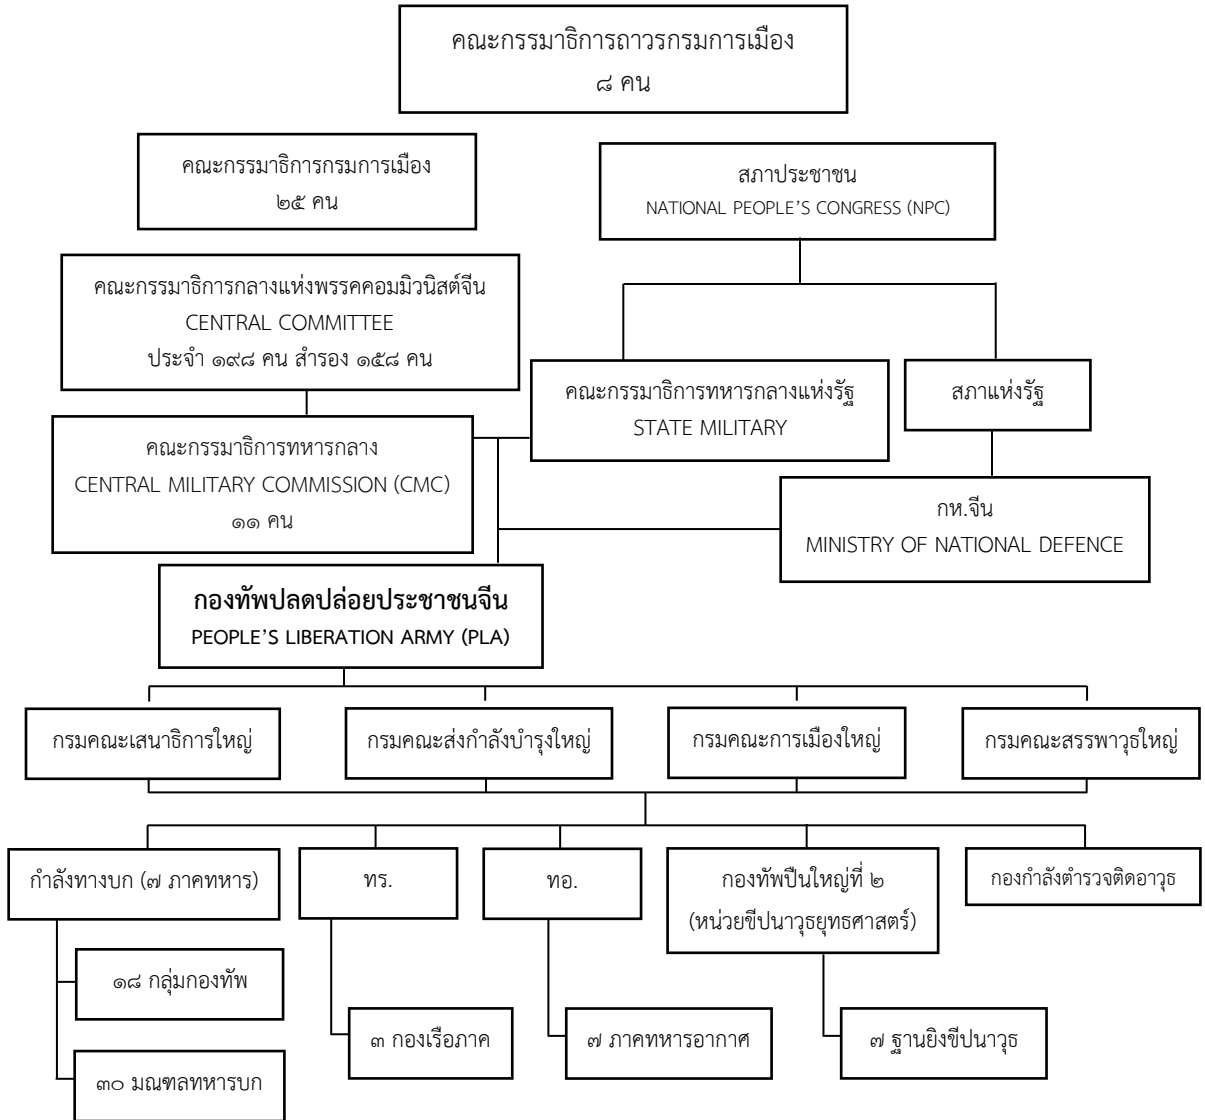 คณะกรรมาธิการถาวรกรมการเมือง
๘ คน
คณะกรรมาธิการกรมการเมือง
๒๕ คน
สภาประชาชน
NATIONAL PEOPLE'S CONGRESS (NPC)
คณะกรรมาธิการกลางแห่งพรรคคอมมิวนิสต์จีน
CENTRAL COMMITTEE
ประจำ ๑๙๘ คน สำรอง ๑๕๘ คน
คณะกรรมาธิการทหารกลางแห่งรัฐ
STATE MILITARY
สภาแห่งรัฐ
คณะกรรมาธิการทหารกลาง
CENTRAL MILITARY COMMISSION (CMC)
๑๑ คน
กห.จีน
MINISTRY OF NATIONAL DEFENCE
กองทัพปลดปล่อยประชาชนจีน
PEOPLE'S LIBERATION ARMY (PLA)
กรมคณะเสนาธิการใหญ่
กรมคณะส่งกำลังบำรุงใหญ่
กรมคณะการเมืองใหญ่
กรมคณะสรรพาวุธใหญ่
กำลังทางบก (๗ ภาคทหาร)
ทร.
ทอ.
กองทัพปืนใหญ่ที่ ๒
(หน่วยขีปนาวุธยุทธศาสตร์)
กองกำลังตำรวจติดอาวุธ
๑๘ กลุ่มกองทัพ
๓ กองเรือภาค
๗ ภาคทหารอากาศ
๗ ฐานยิงขีปนาวุธ
๓๐ มณฑลทหารบก